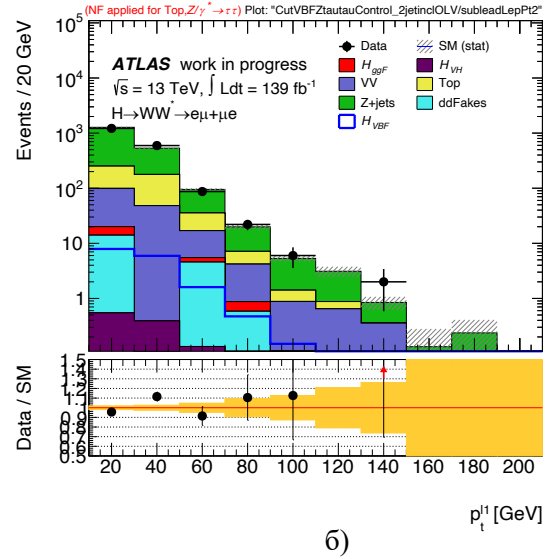 (NF applied for Top,Z/γ*→ττ) Plot: "CutVBFZtautauControl_2jetinclOLV/subleadLepPt2"
ATLAS work in progress
√s = 13 TeV, ∫ Ldt = 139 fb⁻¹
H→WW*→eμ+μe
Data
SM (stat)
H_ggF
H_VH
VV
Top
Z+jets
ddFakes
H_VBF
Events / 20 GeV
10³
10²
10
1
Data / SM
1.5
1.4
1.3
1.2
1.1
1
0.9
0.8
0.7
0.6
0.5
20 40 60 80 100 120 140 160 180 200
p_t^l1 [GeV]
б)